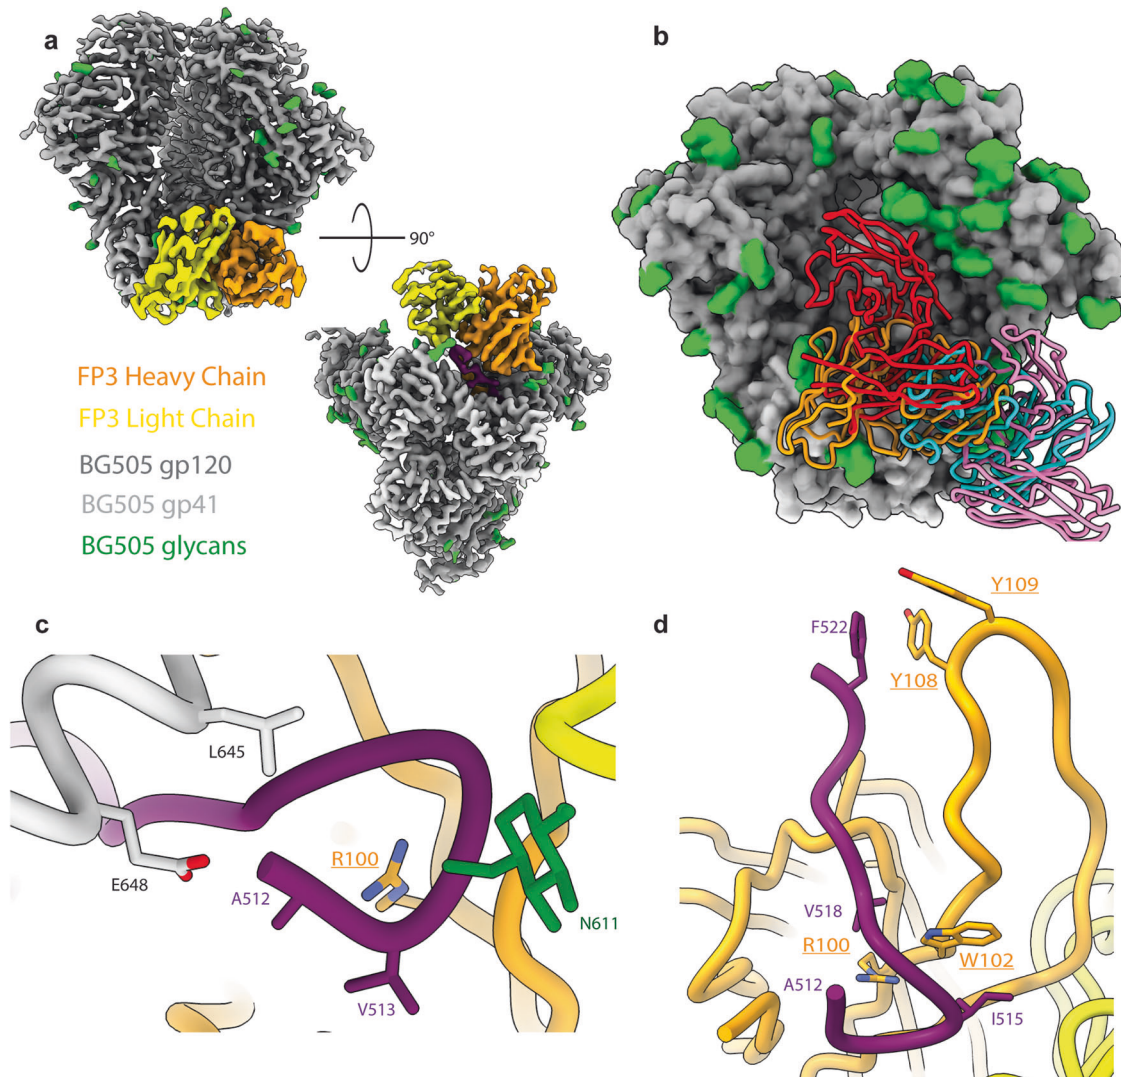 a
b
90°
FP3 Heavy Chain
FP3 Light Chain
BG505 gp120
BG505 gp41
BG505 glycans
c
L645
E648
A512
R100
V513
N611
d
Y109
F522
Y108
V518
R100
W102
A512
I515